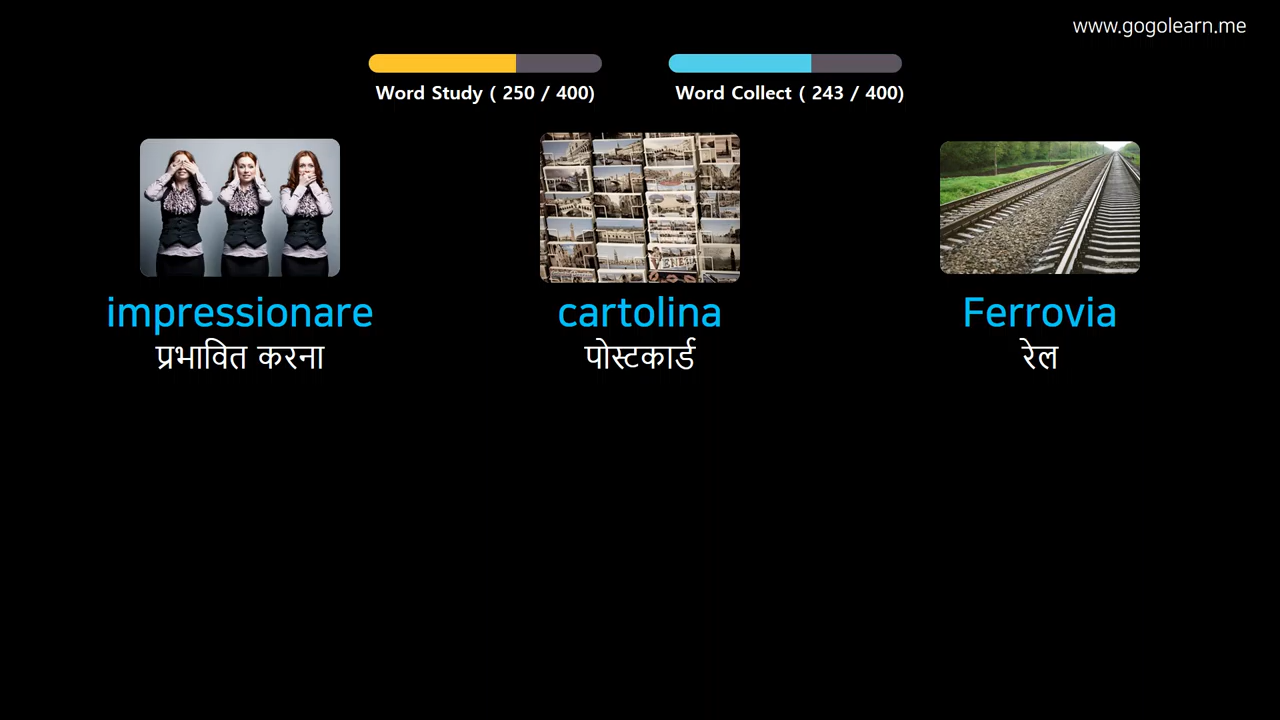 www.gogolearn.me
Word Study ( 250 / 400)
Word Collect ( 243 / 400)
impressionare
प्रभावित करना
cartolina
पोस्टकार्ड
Ferrovia
रेल